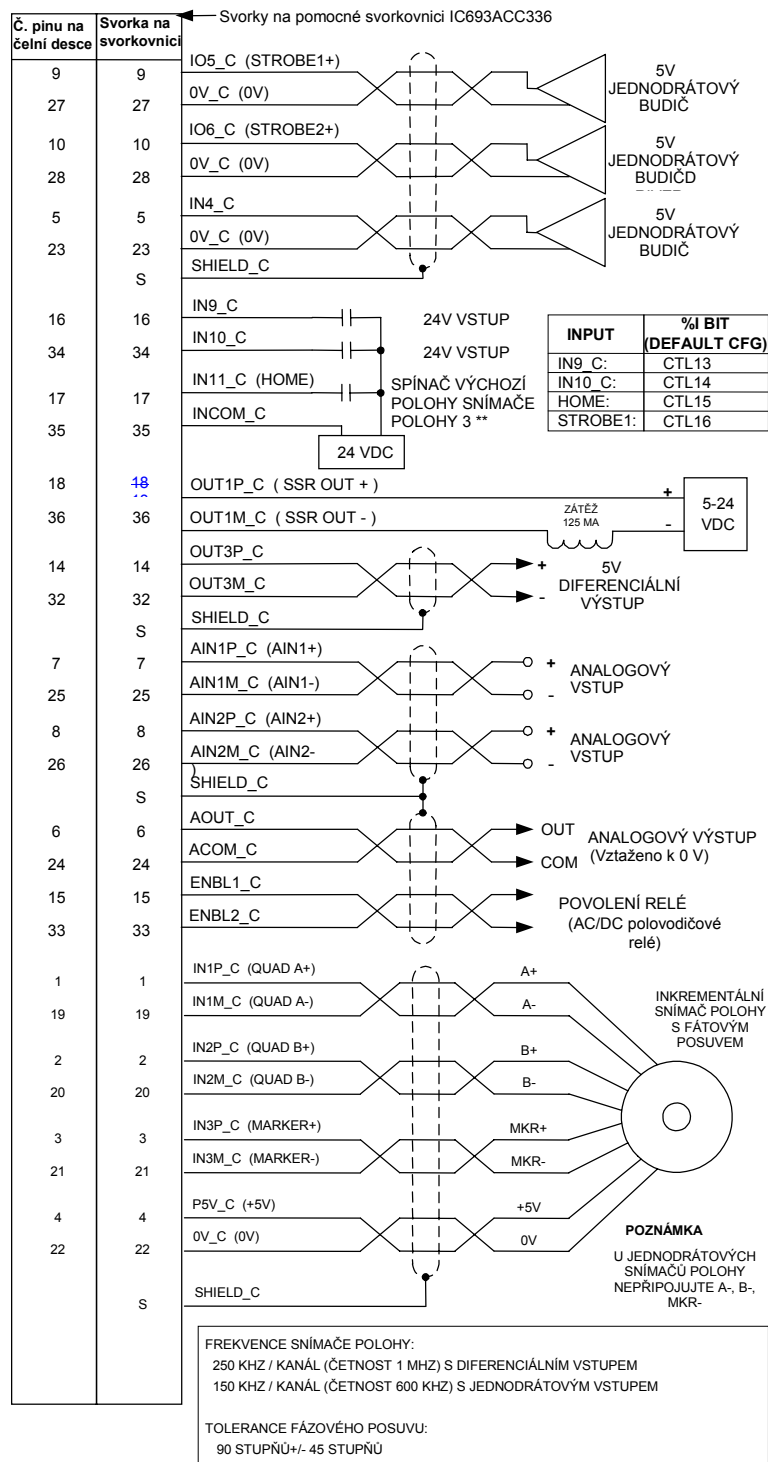 Č. pinu na čelní desce
Svorka na svorkovnici
Svorky na pomocné svorkovnici IC693ACC336
9 9 IO5_C (STROBE1+)
27 27 0V_C (0V)
5V
JEDNODRÁTOVÝ
BUDIČ
10 10 IO6_C (STROBE2+)
28 28 0V_C (0V)
5V
JEDNODRÁTOVÝ
BUDIČD
5 5 IN4_C
23 23 0V_C (0V)
5V
JEDNODRÁTOVÝ
BUDIČ
S SHIELD_C
16 16 IN9_C
24V VSTUP
34 34 IN10_C
24V VSTUP
17 17 IN11_C (HOME)
SPÍNAČ VÝCHOZÍ
POLOHY SNÍMAČE
POLOHY 3 **
35 35 INCOM_C
24 VDC
INPUT %I BIT (DEFAULT CFG)
IN9_C: CTL13
IN10_C: CTL14
HOME: CTL15
STROBE1: CTL16
18 18 OUT1P_C ( SSR OUT + )
+
36 36 OUT1M_C ( SSR OUT - )
ZÁTĚŽ
125 MA
-
5-24
VDC
14 14 OUT3P_C
+
32 32 OUT3M_C
-
5V
DIFERENCIÁLNÍ
VÝSTUP
S SHIELD_C
7 7 AIN1P_C (AIN1+)
+
25 25 AIN1M_C (AIN1-)
-
ANALOGOVÝ
VSTUP
8 8 AIN2P_C (AIN2+)
+
26 26 AIN2M_C (AIN2-
)
-
ANALOGOVÝ
VSTUP
S SHIELD_C
6 6 AOUT_C
OUT
24 24 ACOM_C
COM
ANALOGOVÝ VÝSTUP
(Vztaženo k 0 V)
15 15 ENBL1_C
33 33 ENBL2_C
POVOLENÍ RELÉ
(AC/DC polovodičové
relé)
1 1 IN1P_C (QUAD A+) A+
19 19 IN1M_C (QUAD A-) A-
INKREMENTÁLNÍ
SNÍMAČ POLOHY
S FÁTOVÝM
POSUVEM
2 2 IN2P_C (QUAD B+) B+
20 20 IN2M_C (QUAD B-) B-
3 3 IN3P_C (MARKER+) MKR+
21 21 IN3M_C (MARKER-) MKR-
4 4 P5V_C (+5V) +5V
22 22 0V_C (0V) 0V
POZNÁMKA
U JEDNODRÁTOVÝCH
SNÍMAČŮ POLOHY
NEPŘIPOJUJTE A-, B-,
MKR-
S SHIELD_C
FREKVENCE SNÍMAČE POLOHY:
250 KHZ / KANÁL (ČETNOST 1 MHZ) S DIFERENCIÁLNÍM VSTUPEM
150 KHZ / KANÁL (ČETNOST 600 KHZ) S JEDNODRÁTOVÝM VSTUPEM
TOLERANCE FÁZOVÉHO POSUVU:
90 STUPŇŮ+/- 45 STUPŇŮ